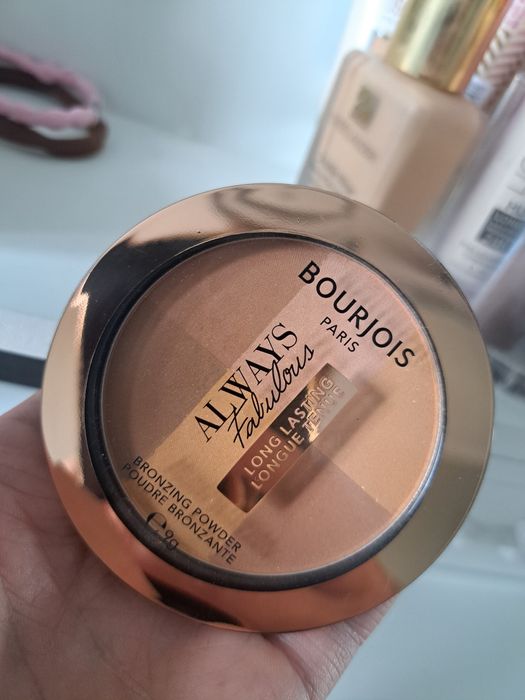 BOURJOIS
PARIS
ALWAYS
Fabulous
LONG LASTING
LONGUE TENUE
BRONZING POWDER
POUDRE BRONZANTE
℮9g